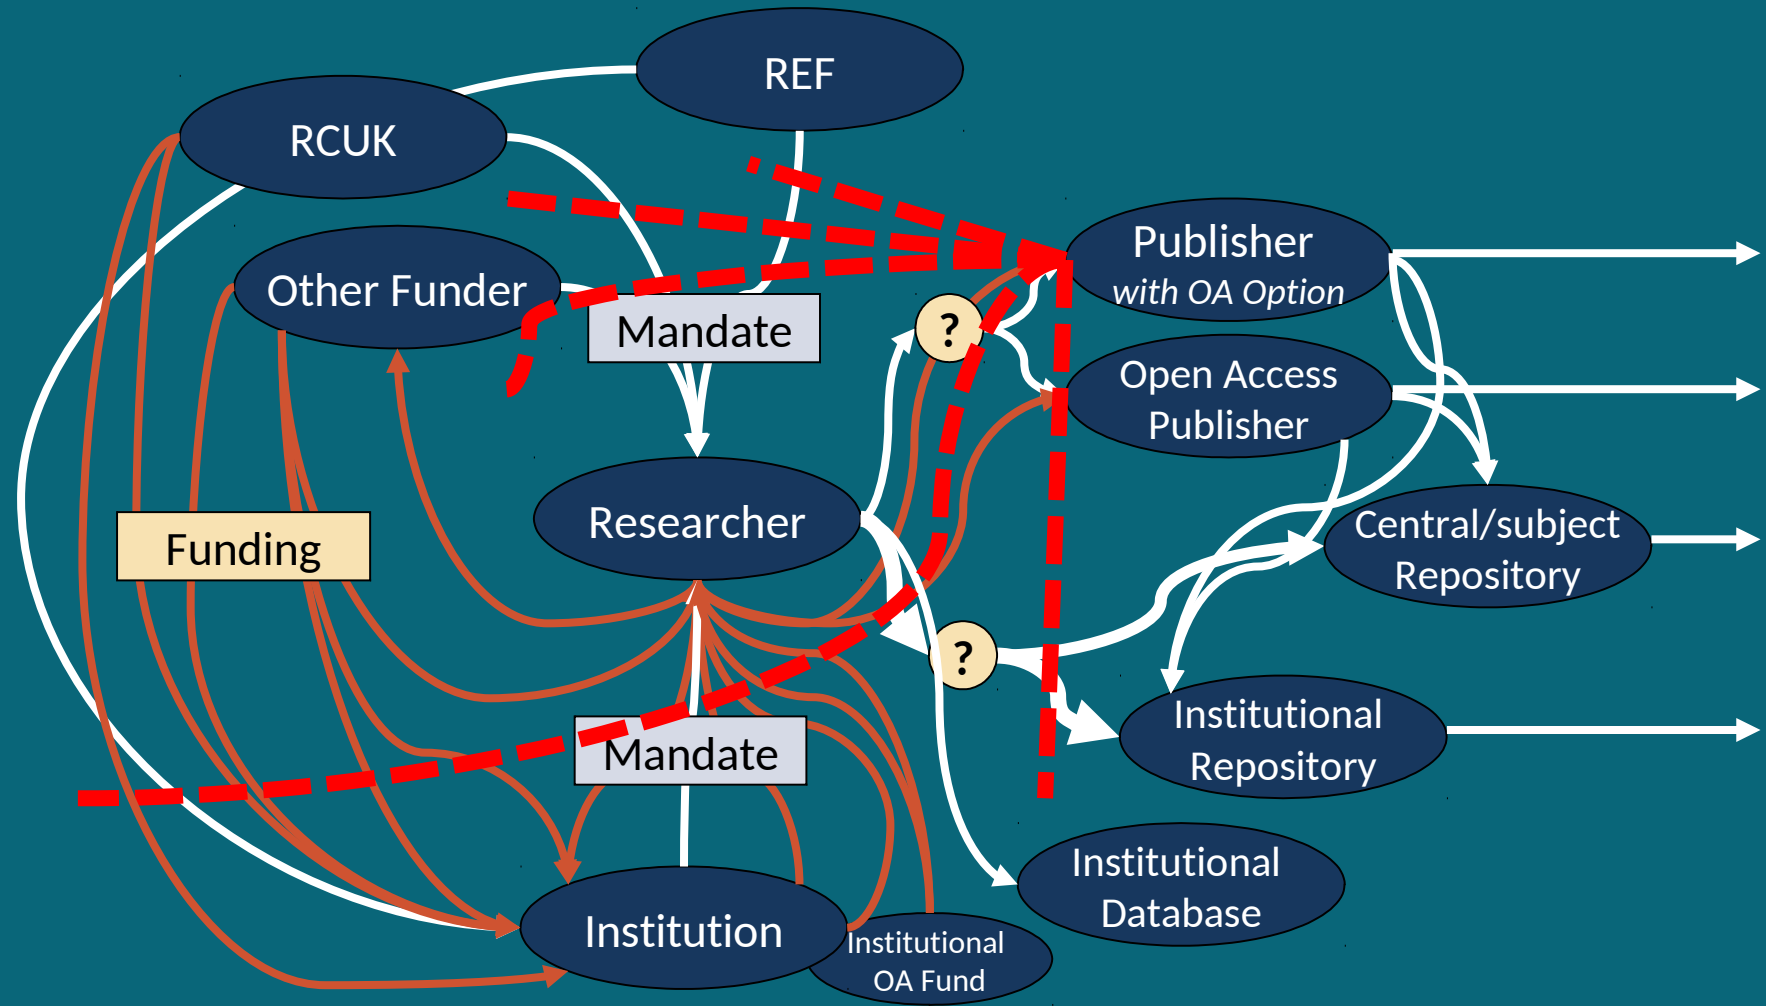 REF
RCUK
Other Funder
Publisher
with OA Option
Mandate
?
Open Access
Publisher
Researcher
Central/subject
Repository
Funding
?
Institutional
Repository
Mandate
Institutional
Database
Institution
Institutional
OA Fund